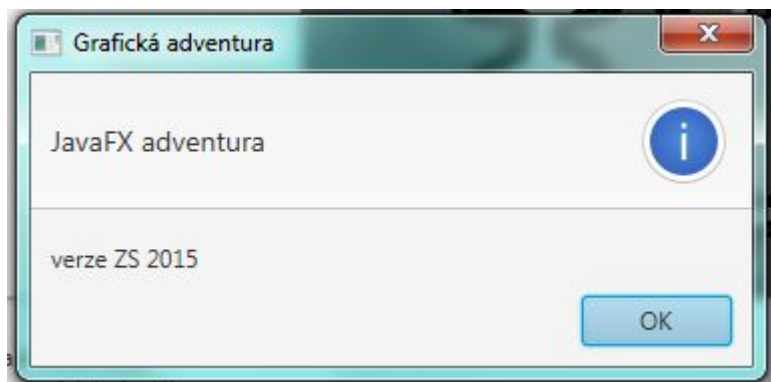 Grafická adventura
JavaFX adventura
i
verze ZS 2015
OK
a